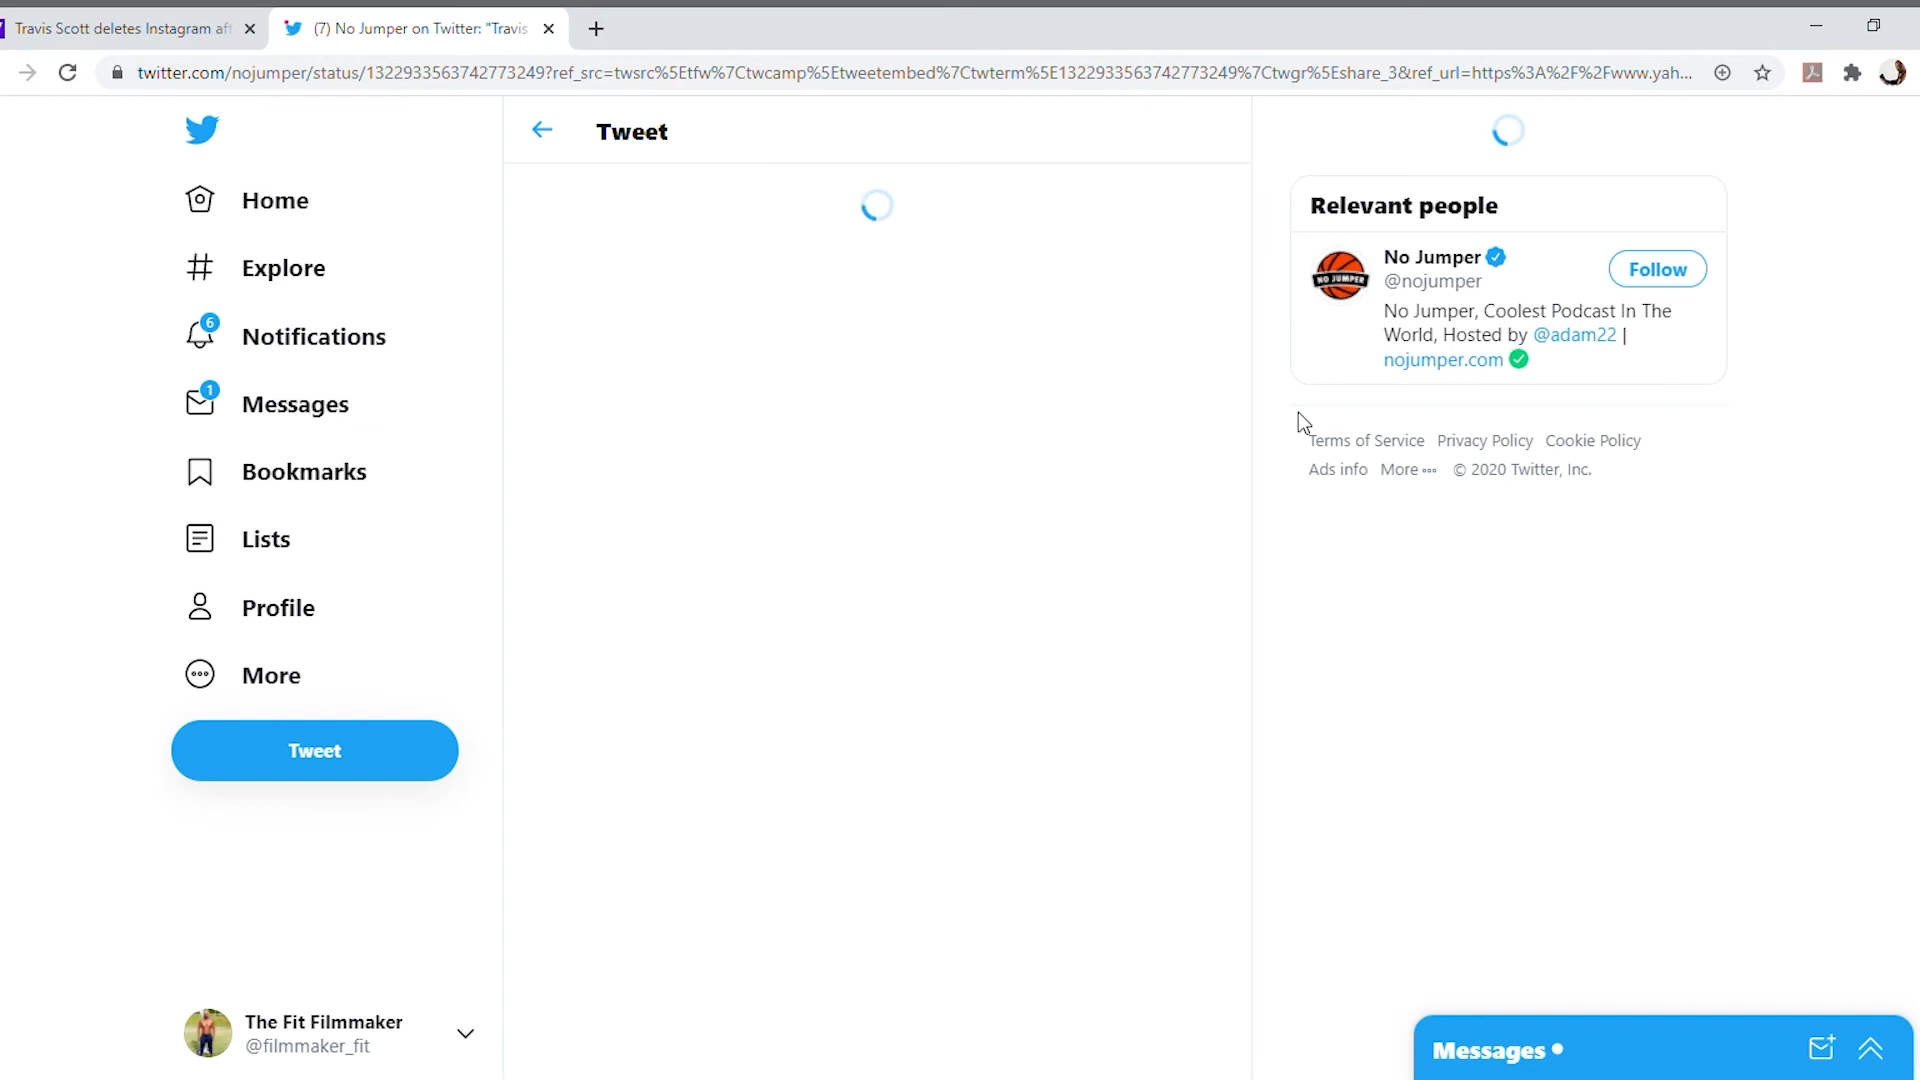 Travis Scott deletes Instagram aft
(7) No Jumper on Twitter: "Travis
twitter.com/nojumper/status/1322933563742773249?ref_src=twsrc%5Etfw%7Ctwcamp%5Etweetembed%7Ctwterm%5E1322933563742773249%7Ctwgr%5Eshare_3&ref_url=https%3A%2F%2Fwww.yah...
Home
Explore
6
Notifications
1
Messages
Bookmarks
Lists
Profile
More
Tweet
The Fit Filmmaker
@filmmaker_fit
Tweet
Relevant people
NO JUMPER
No Jumper
@nojumper
Follow
No Jumper, Coolest Podcast In The
World, Hosted by @adam22 |
nojumper.com
Terms of Service Privacy Policy Cookie Policy
Ads info More © 2020 Twitter, Inc.
Messages